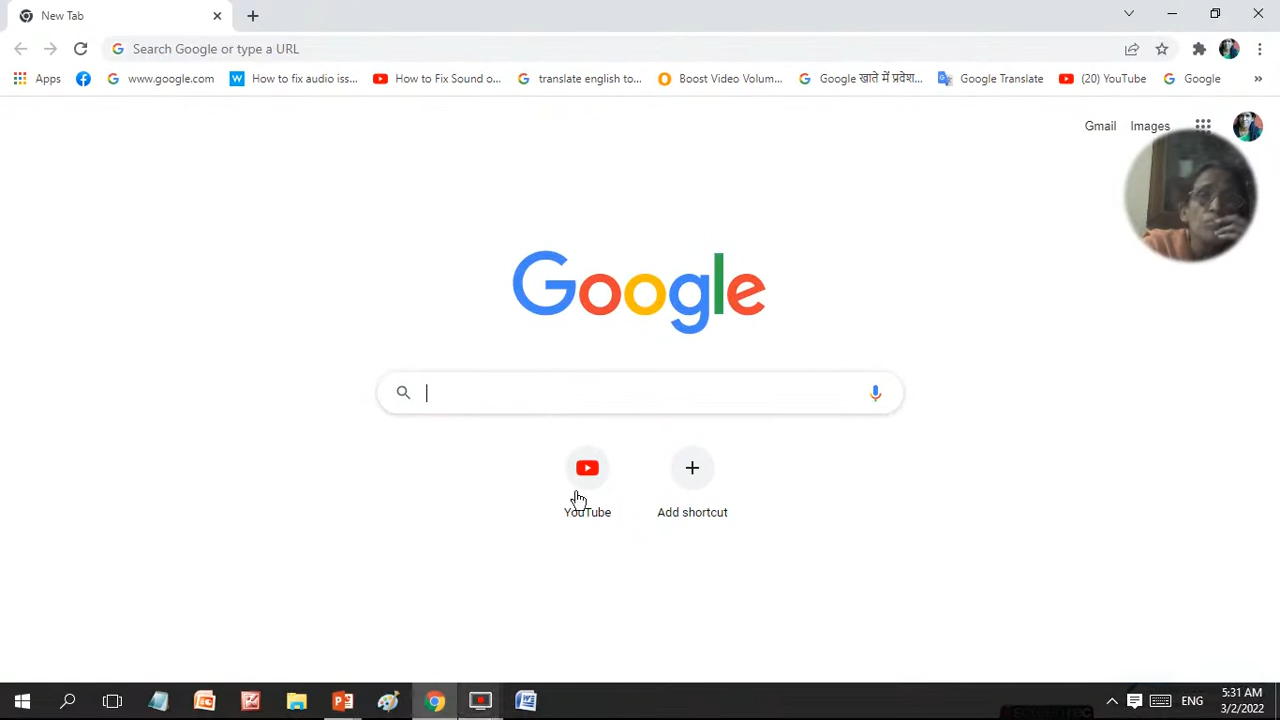 New Tab
Search Google or type a URL
Apps www.google.com How to fix audio iss... How to Fix Sound o... translate english to... Boost Video Volum... Google खाते में प्रवेश... Google Translate (20) YouTube Google »
Gmail Images
Google
YouTube Add shortcut
ENG
5:31 AM
3/2/2022